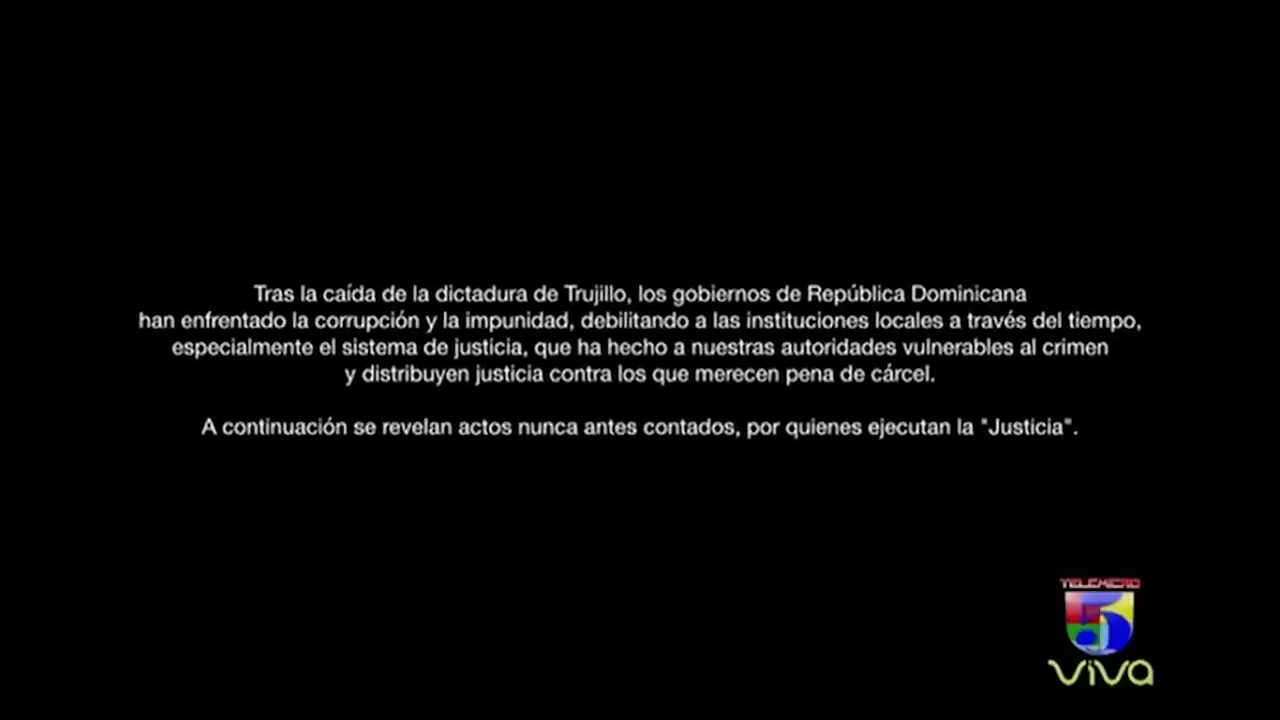 Tras la caída de la dictadura de Trujillo, los gobiernos de República Dominicana
han enfrentado la corrupción y la impunidad, debilitando a las instituciones locales a través del tiempo,
especialmente el sistema de justicia, que ha hecho a nuestras autoridades vulnerables al crimen
y distribuyen justicia contra los que merecen pena de cárcel.
A continuación se revelan actos nunca antes contados, por quienes ejecutan la "Justicia".
TELEMICRO
5
viva